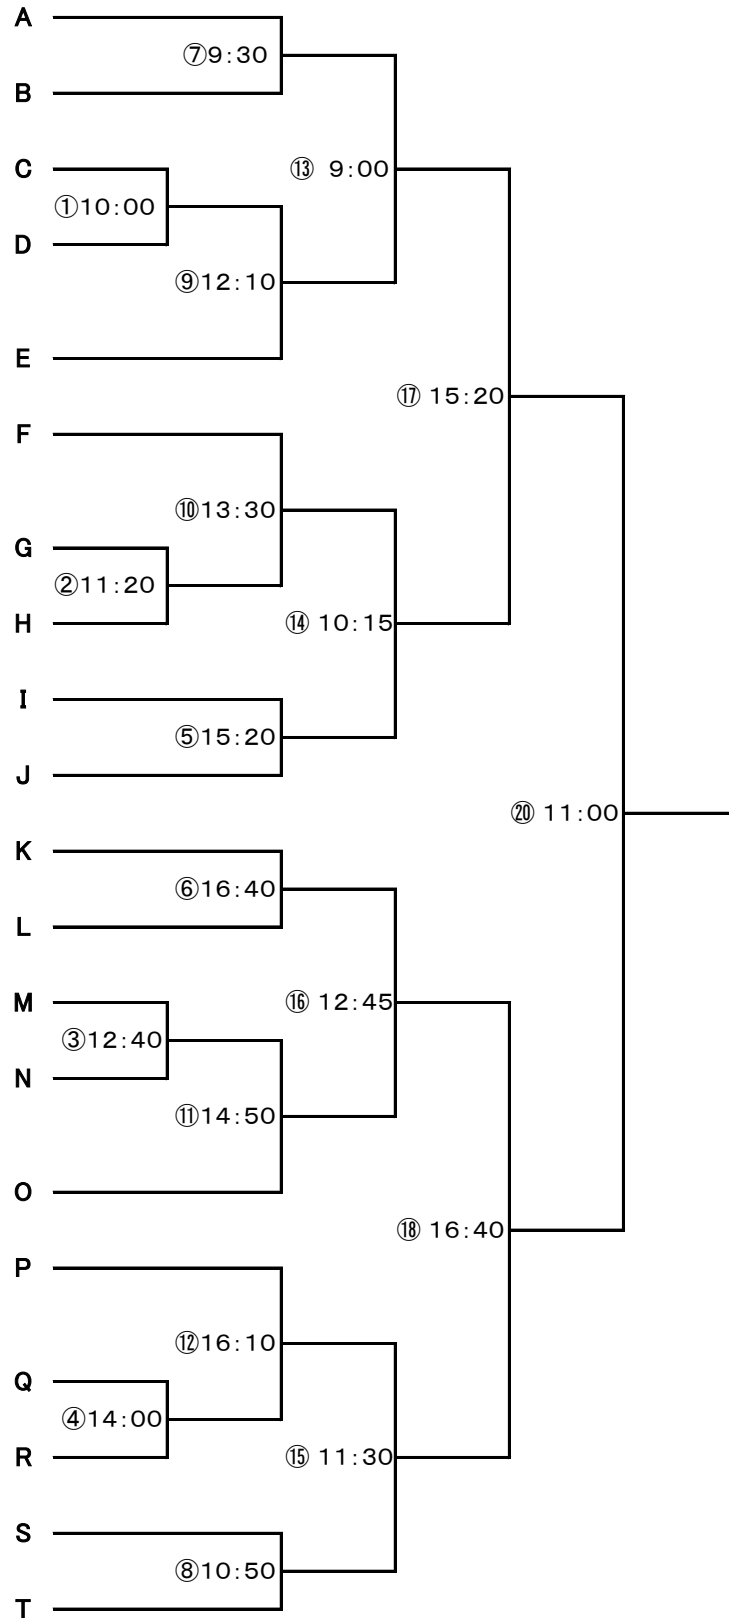 A
⑦9:30
B
C
⑬ 9:00
①10:00
D
⑨12:10
E
⑰ 15:20
F
⑩13:30
G
②11:20
H
⑭ 10:15
I
⑤15:20
J
⑳ 11:00
K
⑥16:40
L
M
⑯ 12:45
③12:40
N
⑪14:50
O
⑱ 16:40
P
⑫16:10
Q
④14:00
R
⑮ 11:30
S
⑧10:50
T